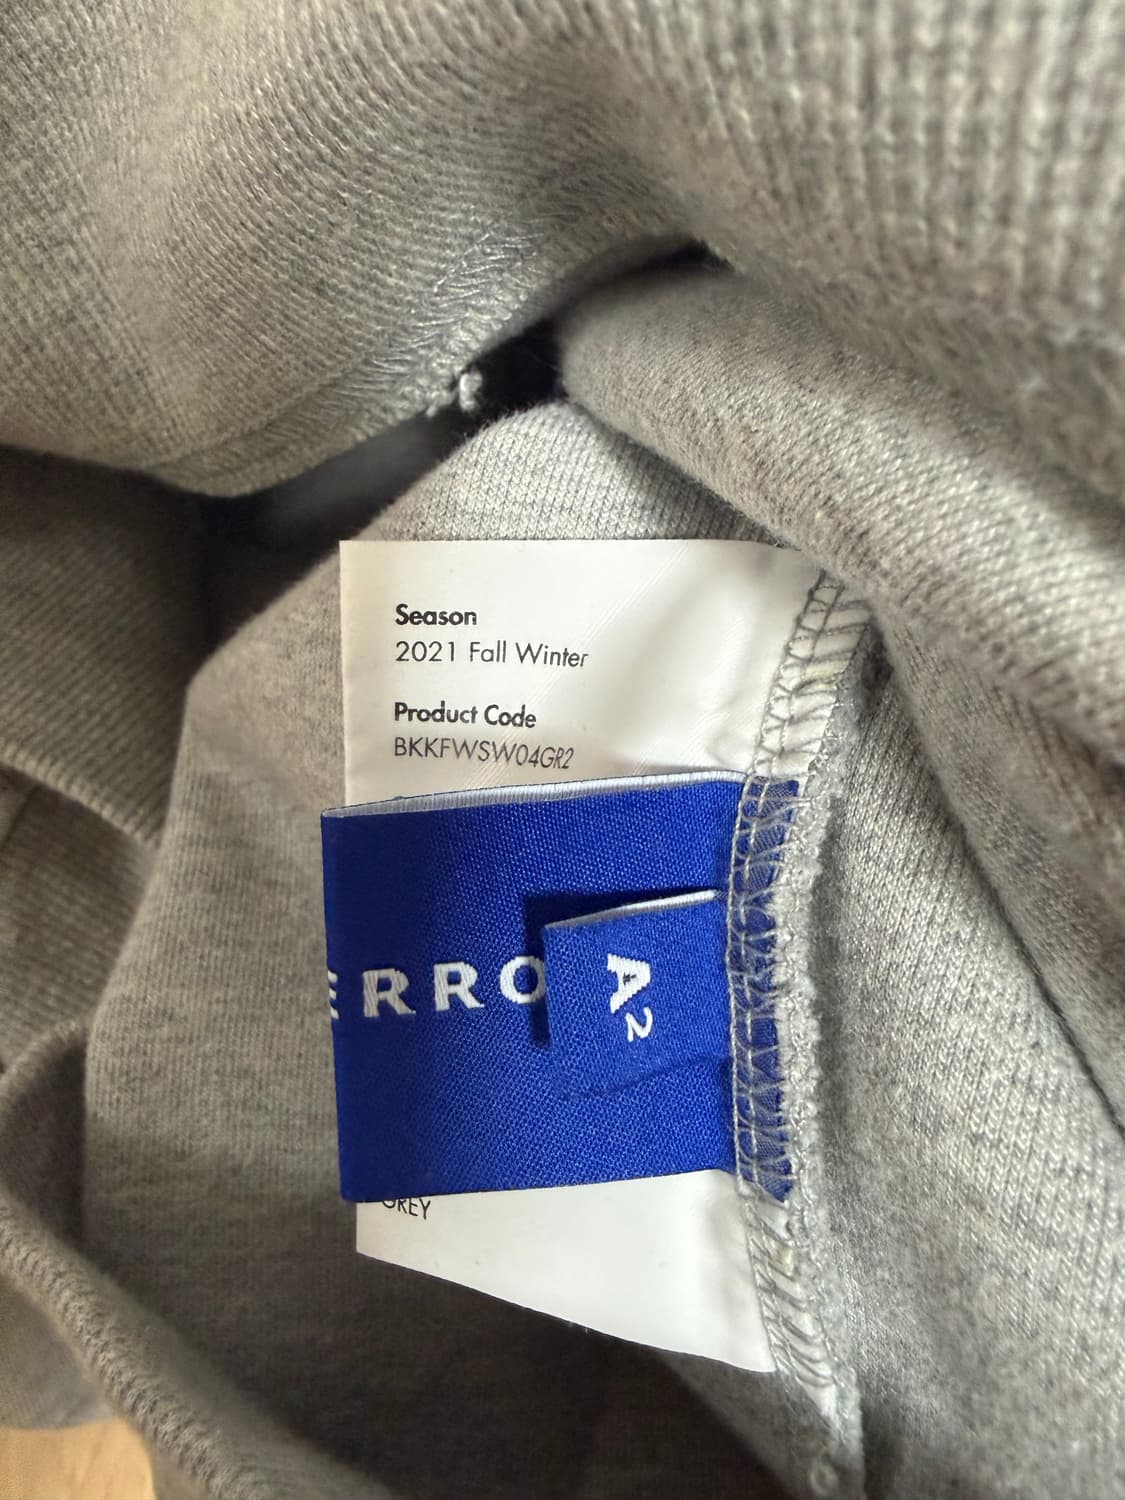 Season
2021 Fall Winter
Product Code
BKKFWSW04GR2
ERRO
A²
GREY